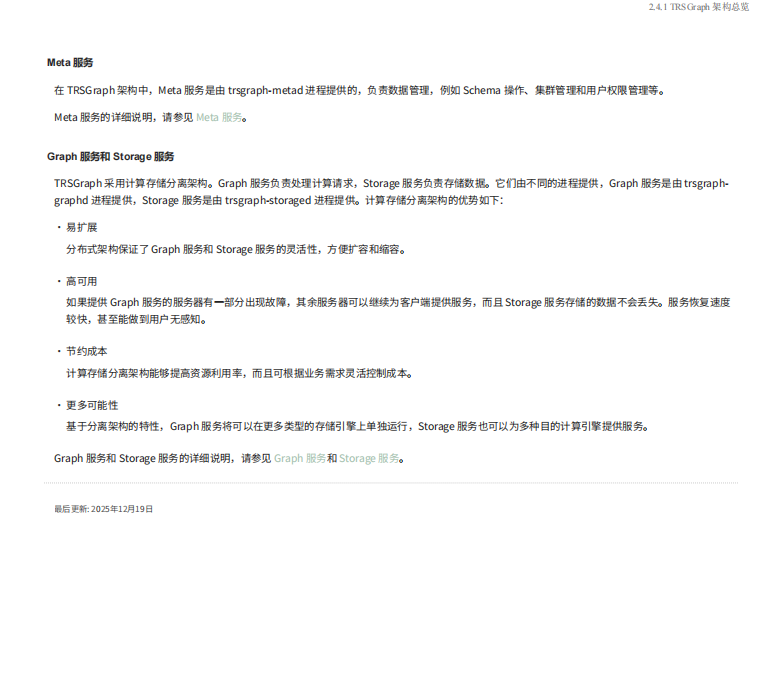 2.4.1 TRSGraph 架构总览
Meta 服务
在 TRSGraph 架构中，Meta 服务是由 trsgraph-metad 进程提供的，负责数据管理，例如 Schema 操作、集群管理和用户权限管理等。
Meta 服务的详细说明，请参见 Meta 服务。
Graph 服务和 Storage 服务
TRSGraph 采用计算存储分离架构。Graph 服务负责处理计算请求，Storage 服务负责存储数据。它们由不同的进程提供，Graph 服务是由 trsgraph-
graphd 进程提供，Storage 服务是由 trsgraph-storaged 进程提供。计算存储分离架构的优势如下：
• 易扩展
分布式架构保证了 Graph 服务和 Storage 服务的灵活性，方便扩容和缩容。
• 高可用
如果提供 Graph 服务的服务器有一部分出现故障，其余服务器可以继续为客户端提供服务，而且 Storage 服务存储的数据不会丢失。服务恢复速度
较快，甚至能做到用户无感知。
• 节约成本
计算存储分离架构能够提高资源利用率，而且可根据业务需求灵活控制成本。
• 更多可能性
基于分离架构的特性，Graph 服务将可以在更多类型的存储引擎上单独运行，Storage 服务也可以为多种目的计算引擎提供服务。
Graph 服务和 Storage 服务的详细说明，请参见 Graph 服务和 Storage 服务。
最后更新: 2025年12月19日